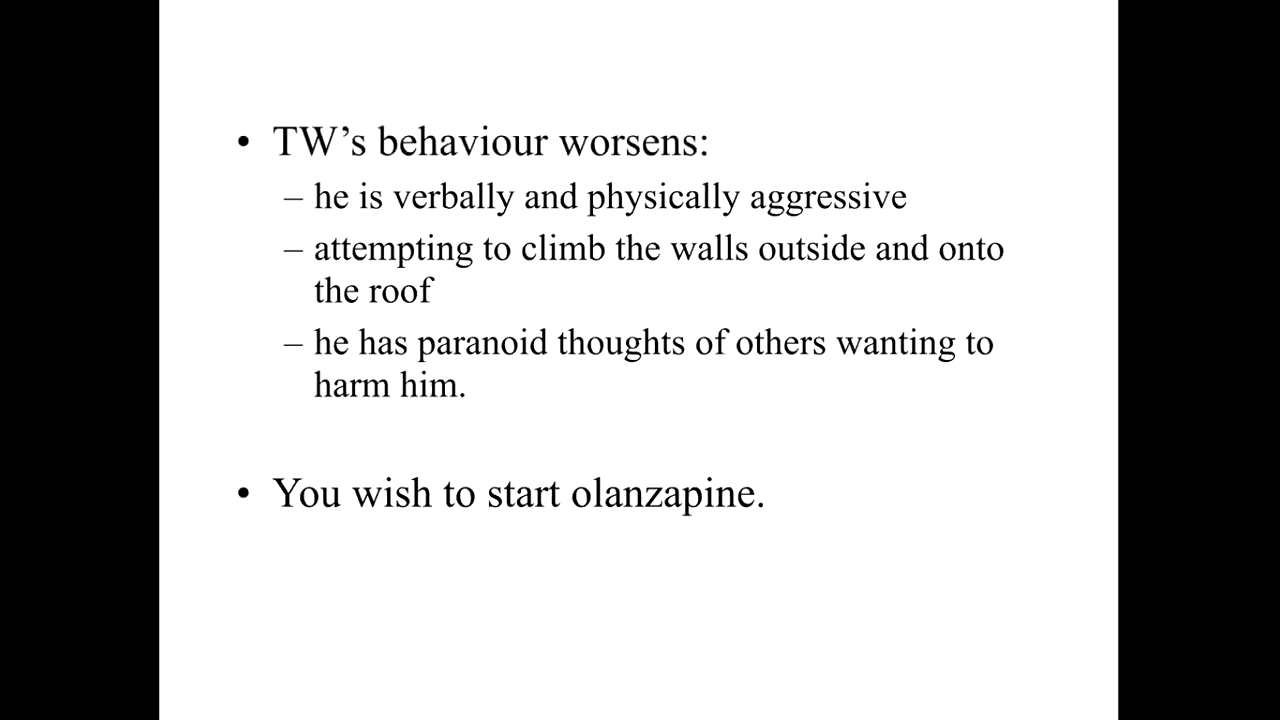 • TW’s behaviour worsens:
– he is verbally and physically aggressive
– attempting to climb the walls outside and onto
the roof
– he has paranoid thoughts of others wanting to
harm him.
• You wish to start olanzapine.